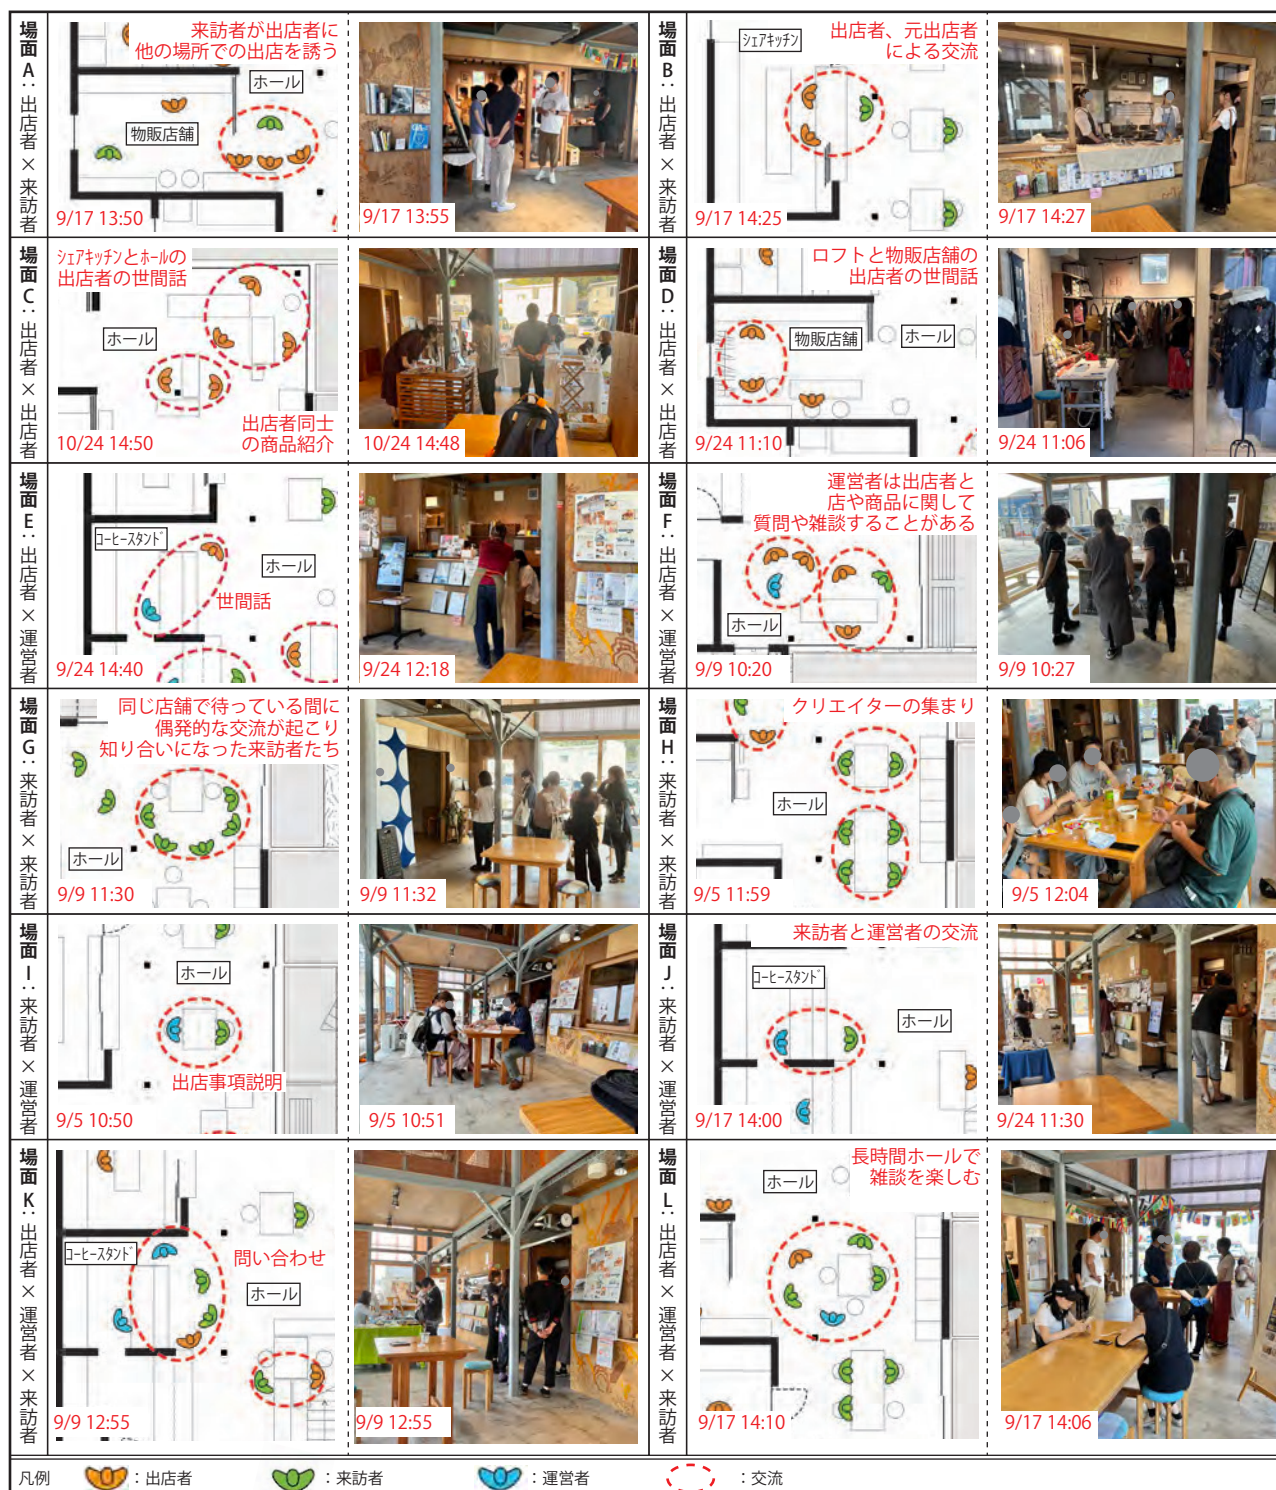 場面A：出店者×来訪者
来訪者が出店者に
他の場所での出店を誘う
ホール
物販店舗
9/17 13:50
9/17 13:55
場面B：出店者×来訪者
シェアキッチン
出店者、元出店者
による交流
9/17 14:25
9/17 14:27
場面C：出店者×出店者
シェアキッチンとホールの
出店者の世間話
ホール
出店者同士
の商品紹介
10/24 14:50
10/24 14:48
場面D：出店者×出店者
ロフトと物販店舗の
出店者の世間話
物販店舗
ホール
9/24 11:10
9/24 11:06
場面E：出店者×運営者
コーヒースタンド
ホール
世間話
9/24 14:40
9/24 12:18
場面F：出店者×運営者
運営者は出店者と
店や商品に関して
質問や雑談することがある
ホール
9/9 10:20
9/9 10:27
場面G：来訪者×来訪者
同じ店舗で待っている間に
偶発的な交流が起こり
知り合いになった来訪者たち
ホール
9/9 11:30
9/9 11:32
場面H：来訪者×来訪者
クリエイターの集まり
ホール
9/5 11:59
9/5 12:04
場面I：来訪者×運営者
ホール
出店事項説明
9/5 10:50
9/5 10:51
場面J：来訪者×運営者
来訪者と運営者の交流
コーヒースタンド
ホール
9/17 14:00
9/24 11:30
場面K：出店者×運営者×来訪者
コーヒースタンド
問い合わせ
ホール
9/9 12:55
9/9 12:55
場面L：出店者×運営者×来訪者
長時間ホールで
雑談を楽しむ
ホール
9/17 14:10
9/17 14:06
凡例 ：出店者 ：来訪者 ：運営者 ：交流